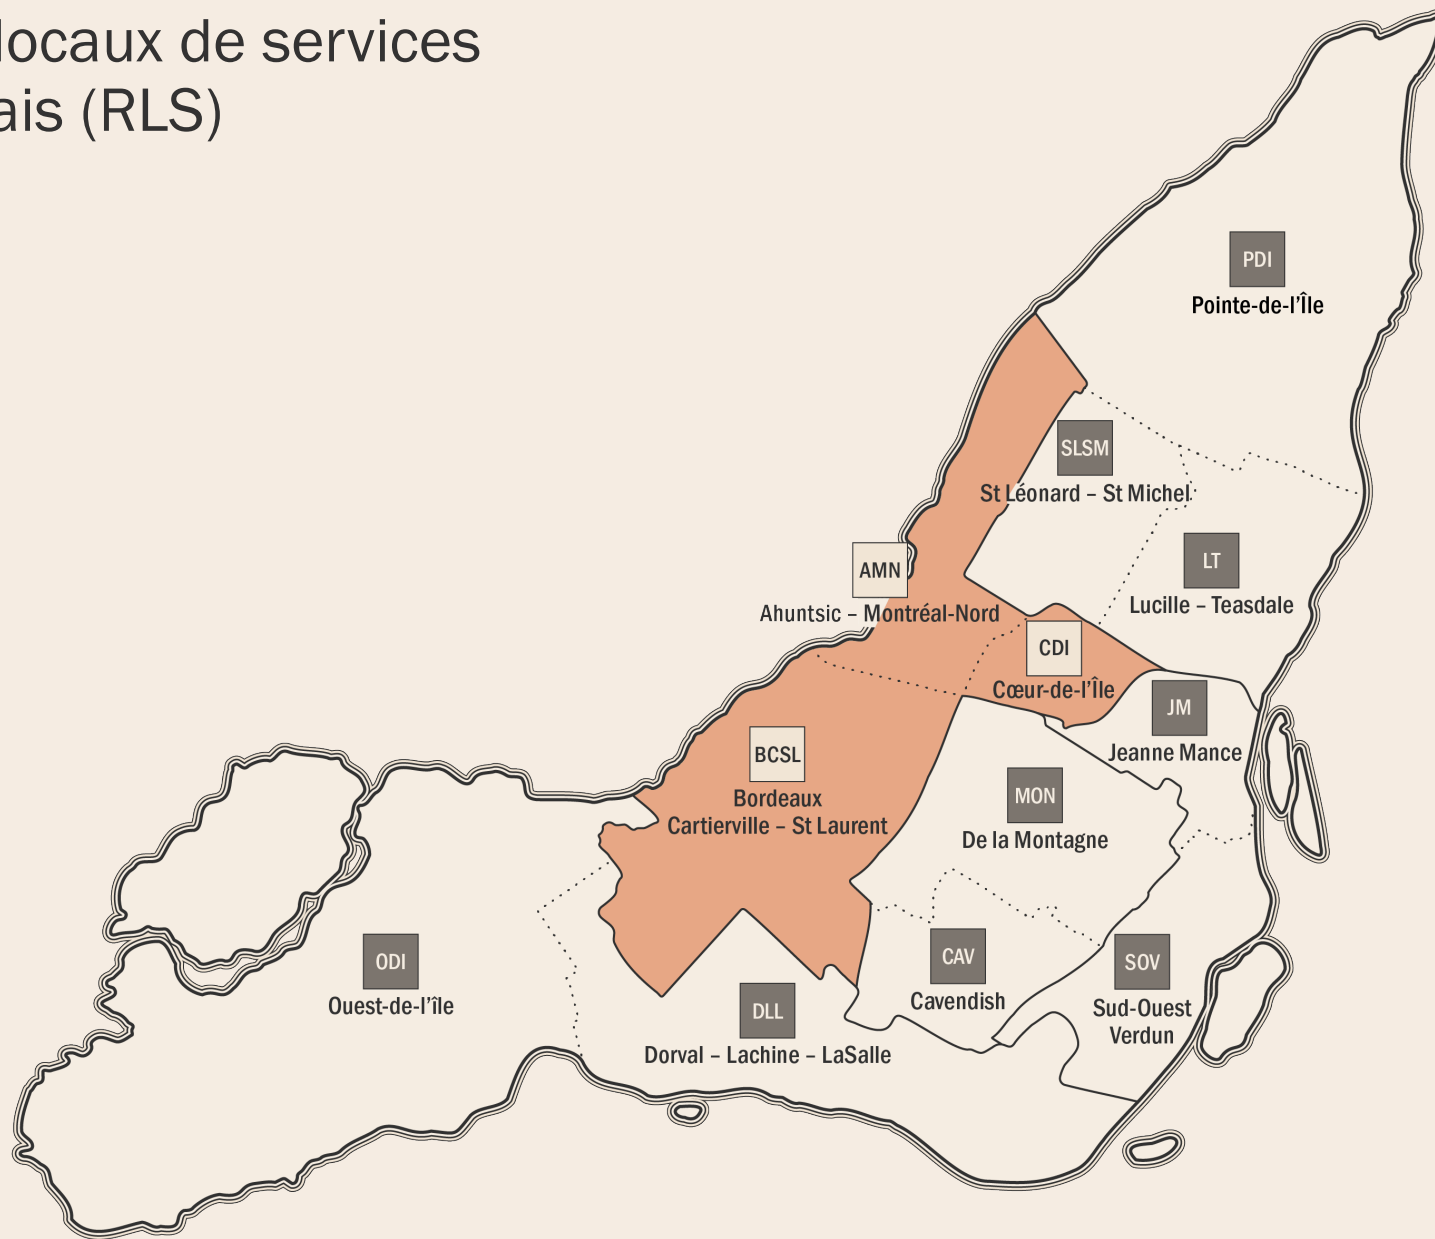 locaux de services
ais (RLS)
PDI
Pointe-de-l'Île
SLSM
St Léonard – St Michel
LT
Lucille – Teasdale
AMN
Ahuntsic – Montréal-Nord
CDI
Cœur-de-l'Île
JM
Jeanne Mance
BCSL
Bordeaux
Cartierville – St Laurent
MON
De la Montagne
ODI
Ouest-de-l'île
CAV
Cavendish
SOV
Sud-Ouest
Verdun
DLL
Dorval – Lachine – LaSalle